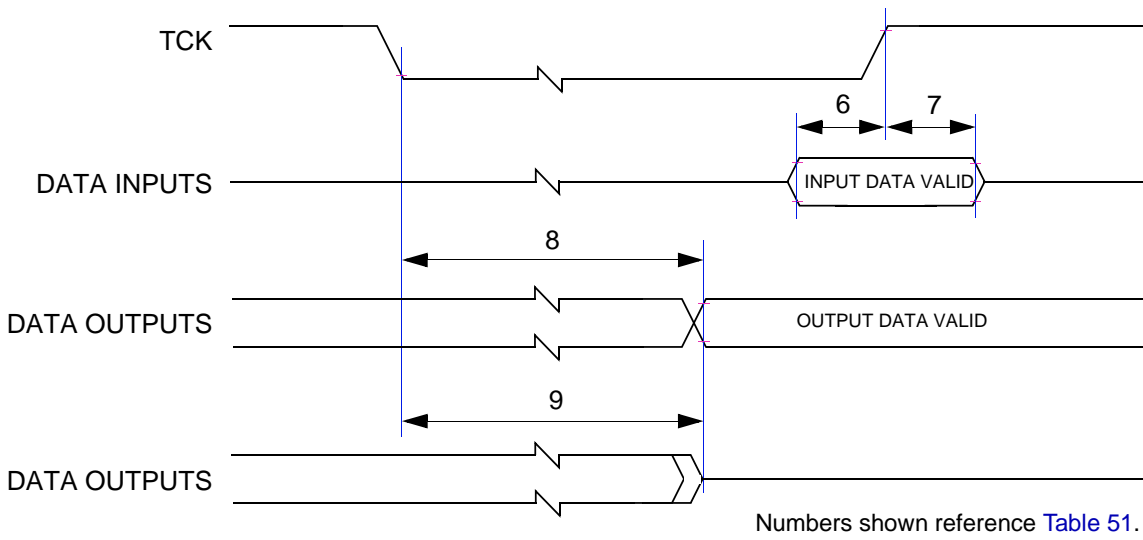 TCK
6
7
DATA INPUTS
INPUT DATA VALID
8
DATA OUTPUTS
OUTPUT DATA VALID
9
DATA OUTPUTS
Numbers shown reference Table 51.